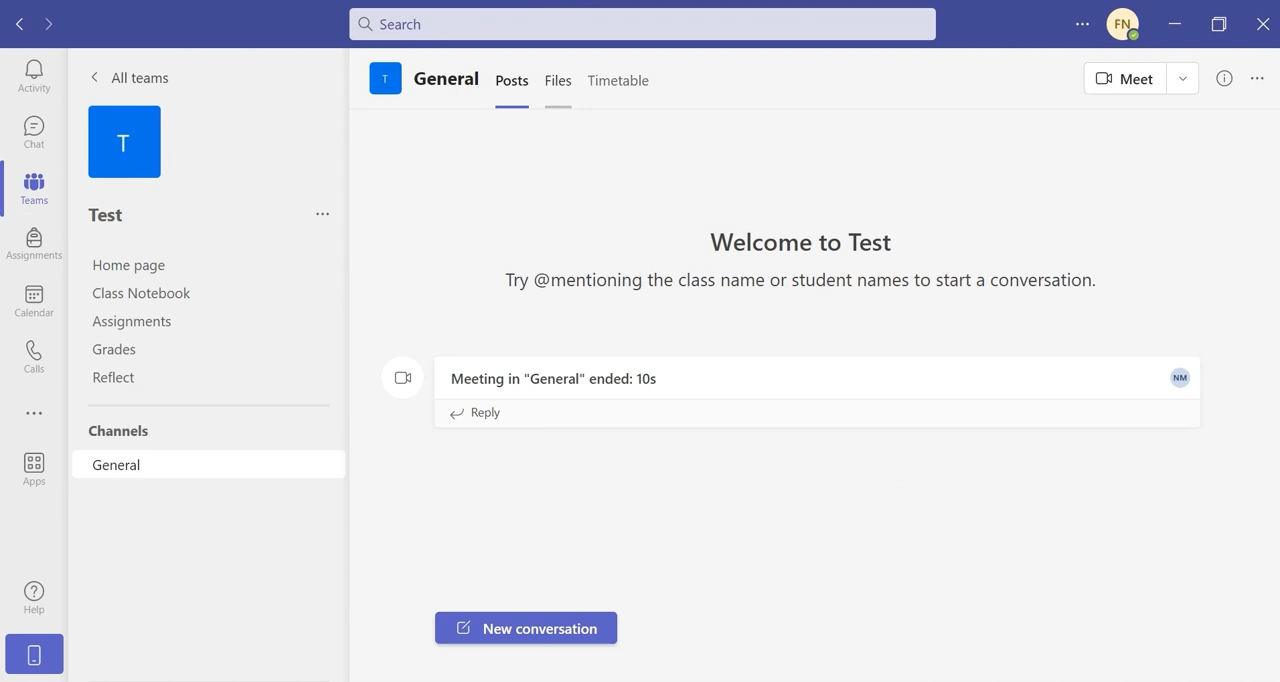 Search
FN
Activity
Chat
Teams
Assignments
Calendar
Calls
Apps
Help
All teams
T
Test
Home page
Class Notebook
Assignments
Grades
Reflect
Channels
General
T
General
Posts
Files
Timetable
Meet
Welcome to Test
Try @mentioning the class name or student names to start a conversation.
Meeting in "General" ended: 10s
NM
Reply
New conversation